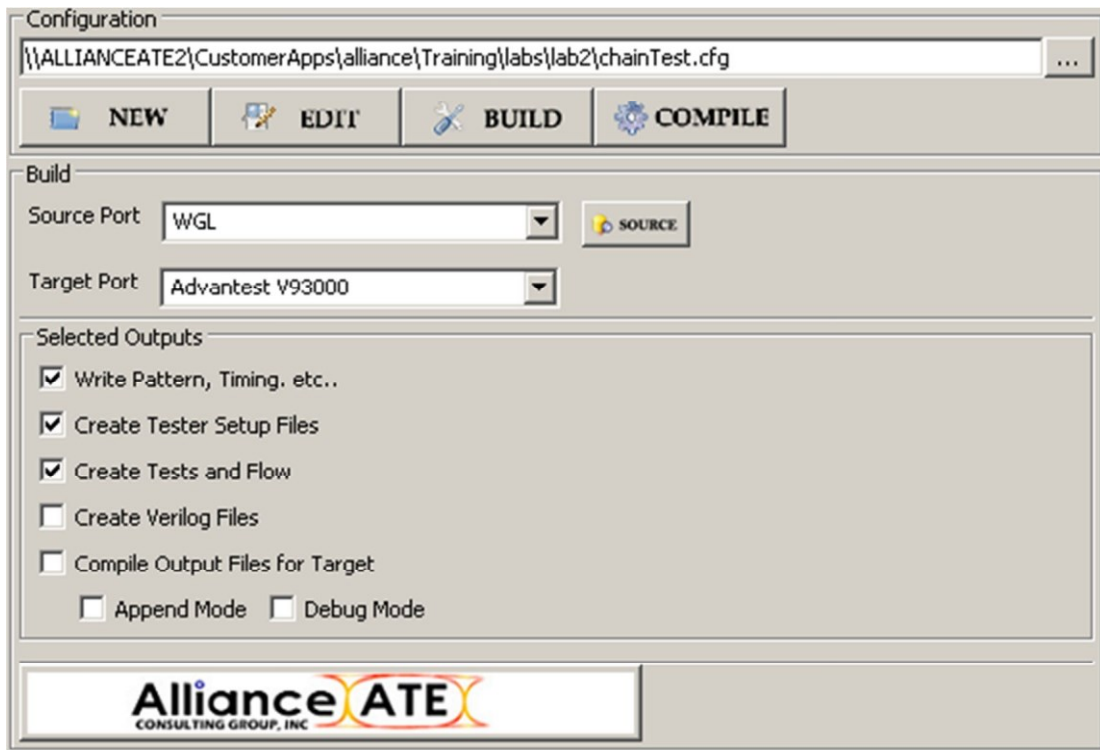 Configuration
\\ALLIANCEATE2\CustomerApps\alliance\Training\labs\lab2\chainTest.cfg
...
NEW EDIT BUILD COMPILE
Build
Source Port WGL SOURCE
Target Port Advantest V93000
Selected Outputs
Write Pattern, Timing. etc..
Create Tester Setup Files
Create Tests and Flow
Create Verilog Files
Compile Output Files for Target
Append Mode Debug Mode
Alliance ATE
CONSULTING GROUP, INC